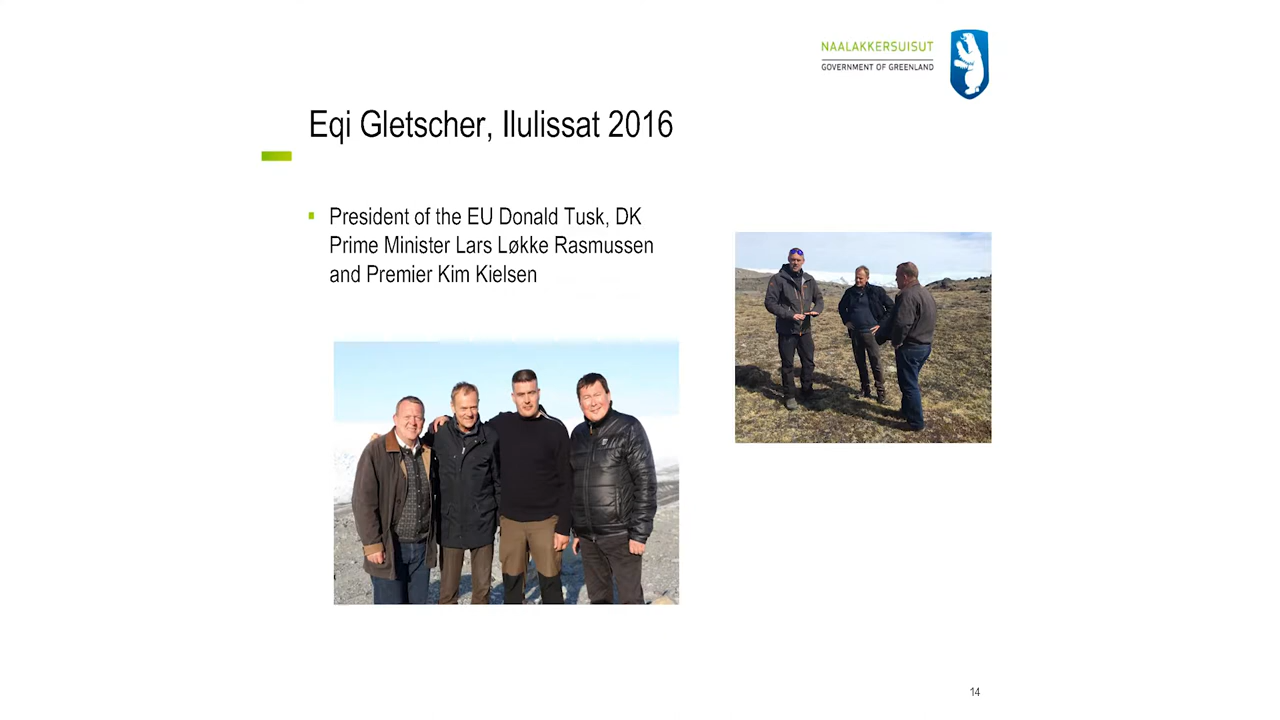 NAALAKKERSUISUT
GOVERNMENT OF GREENLAND
Eqi Gletscher, Ilulissat 2016
President of the EU Donald Tusk, DK
Prime Minister Lars Løkke Rasmussen
and Premier Kim Kielsen
14